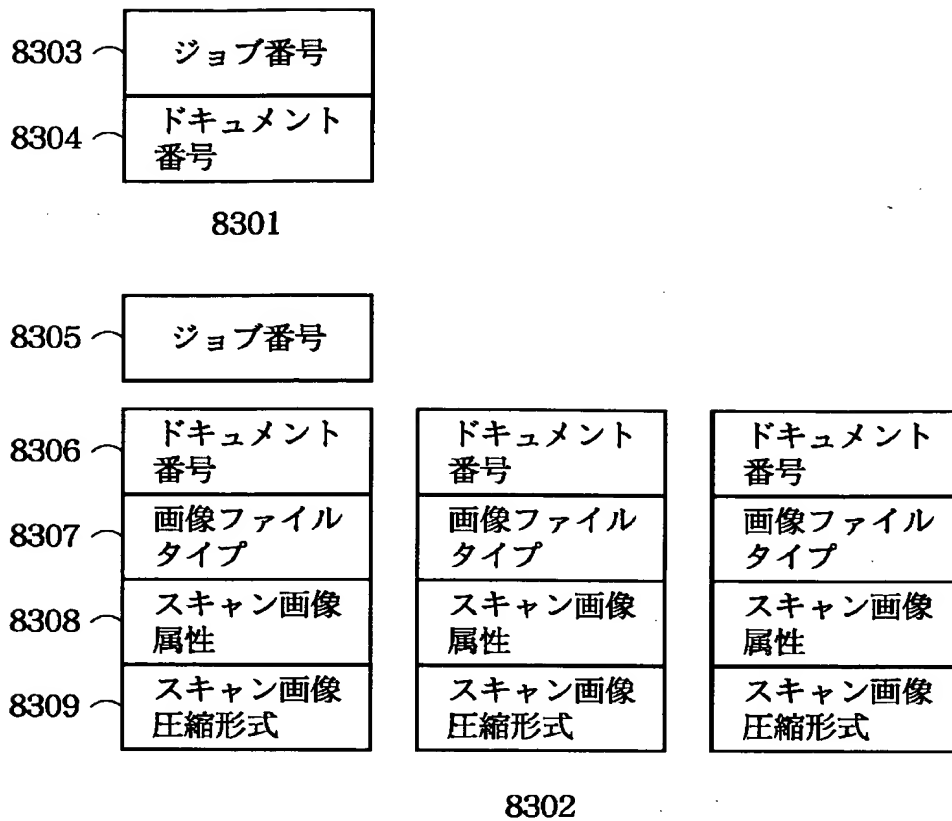 8303 ジョブ番号
8304 ドキュメント
番号
8301
8305 ジョブ番号
8306 ドキュメント ドキュメント ドキュメント
番号 番号 番号
8307 画像ファイル 画像ファイル 画像ファイル
タイプ タイプ タイプ
8308 スキャン画像 スキャン画像 スキャン画像
属性 属性 属性
8309 スキャン画像 スキャン画像 スキャン画像
圧縮形式 圧縮形式 圧縮形式
8302